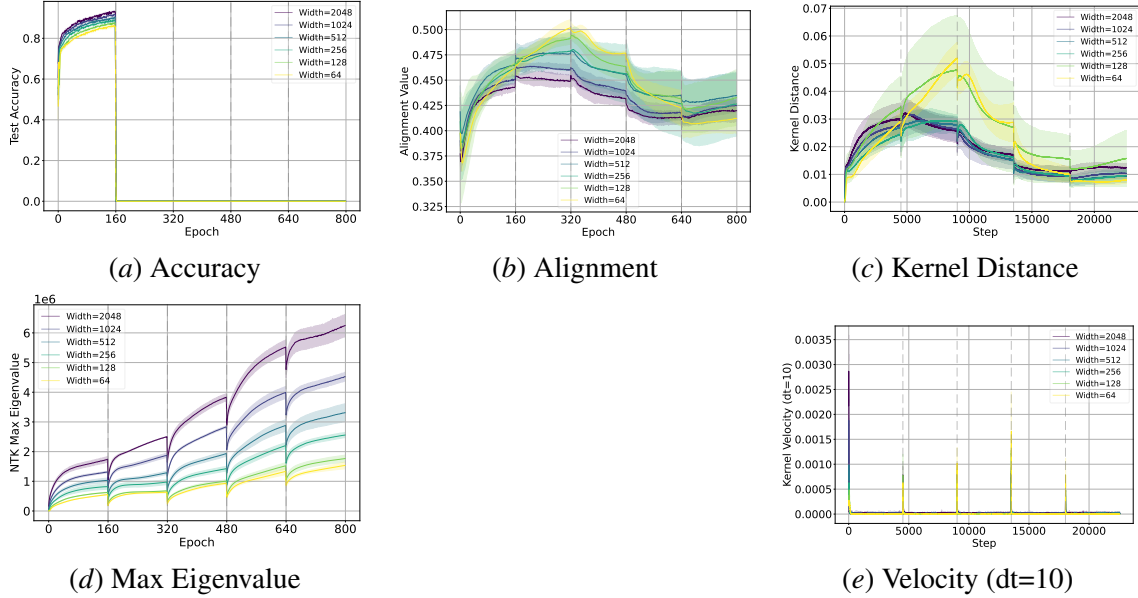 Test Accuracy
0.8
0.6
0.4
0.2
0.0
0 160 320 480 640 800
Epoch
Width=2048
Width=1024
Width=512
Width=256
Width=128
Width=64
(a) Accuracy
Alignment Value
0.500
0.475
0.450
0.425
0.400
0.375
0.350
0.325
0 160 320 480 640 800
Epoch
Width=2048
Width=1024
Width=512
Width=256
Width=128
Width=64
(b) Alignment
Kernel Distance
0.07
0.06
0.05
0.04
0.03
0.02
0.01
0.00
0 5000 10000 15000 20000
Step
Width=2048
Width=1024
Width=512
Width=256
Width=128
Width=64
(c) Kernel Distance
1e6
NTK Max Eigenvalue
6
5
4
3
2
1
0
0 160 320 480 640 800
Epoch
Width=2048
Width=1024
Width=512
Width=256
Width=128
Width=64
(d) Max Eigenvalue
Kernel Velocity (dt=10)
0.0035
0.0030
0.0025
0.0020
0.0015
0.0010
0.0005
0.0000
0 5000 10000 15000 20000
Step
Width=2048
Width=1024
Width=512
Width=256
Width=128
Width=64
(e) Velocity (dt=10)